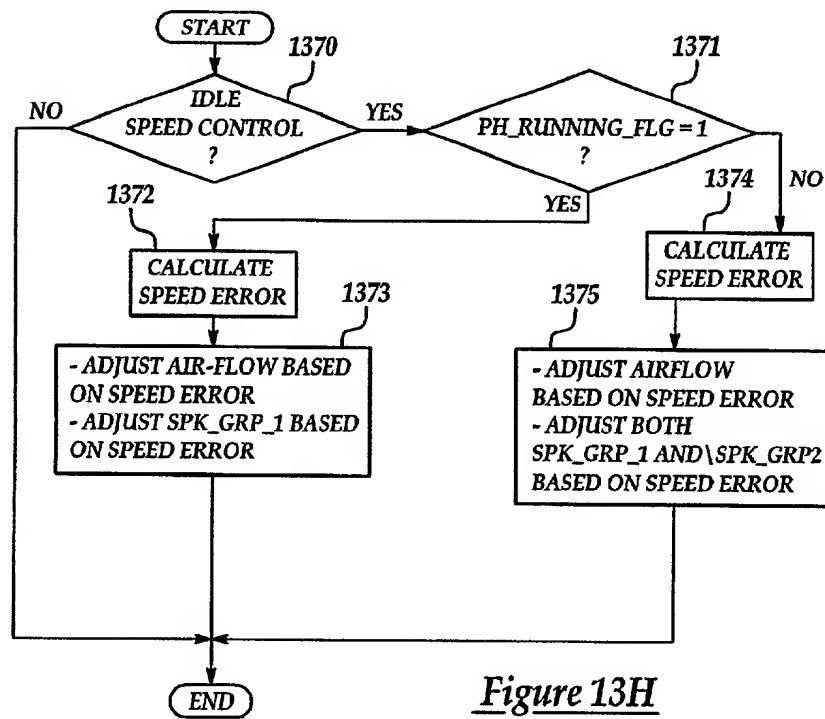 START
1370
IDLE
SPEED CONTROL
?
NO
YES
1371
PH_RUNNING_FLG = 1
?
YES
NO
1372
CALCULATE
SPEED ERROR
1374
CALCULATE
SPEED ERROR
1373
- ADJUST AIR-FLOW BASED
ON SPEED ERROR
- ADJUST SPK_GRP_1 BASED
ON SPEED ERROR
1375
- ADJUST AIRFLOW
BASED ON SPEED ERROR
- ADJUST BOTH
SPK_GRP_1 AND\SPK_GRP2
BASED ON SPEED ERROR
END
Figure 13H